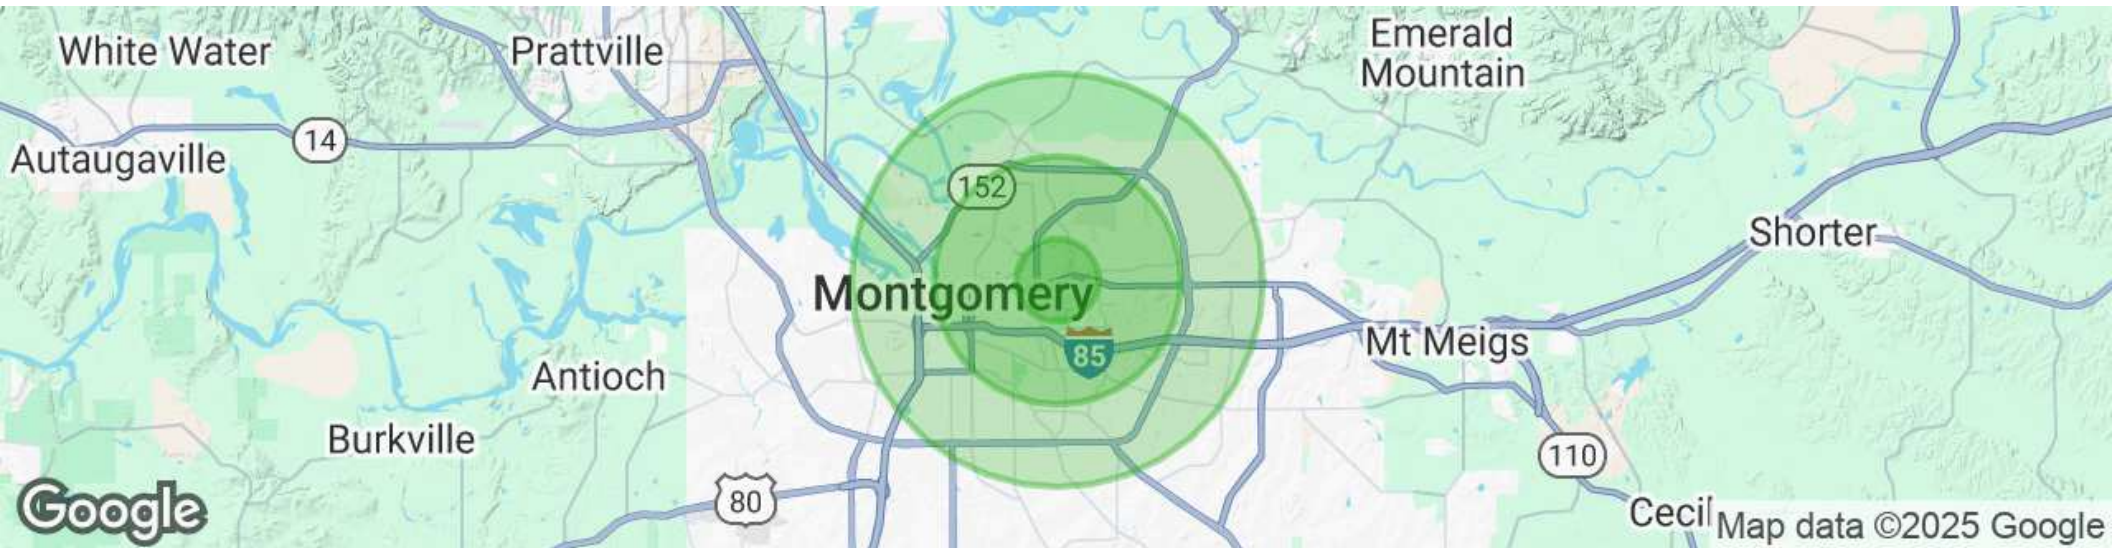 White Water
Prattville
Emerald
Mountain
14
Autaugaville
152
Shorter
Montgomery
85
Mt Meigs
Antioch
Burkville
110
80
Google
Cecil
Map data ©2025 Google